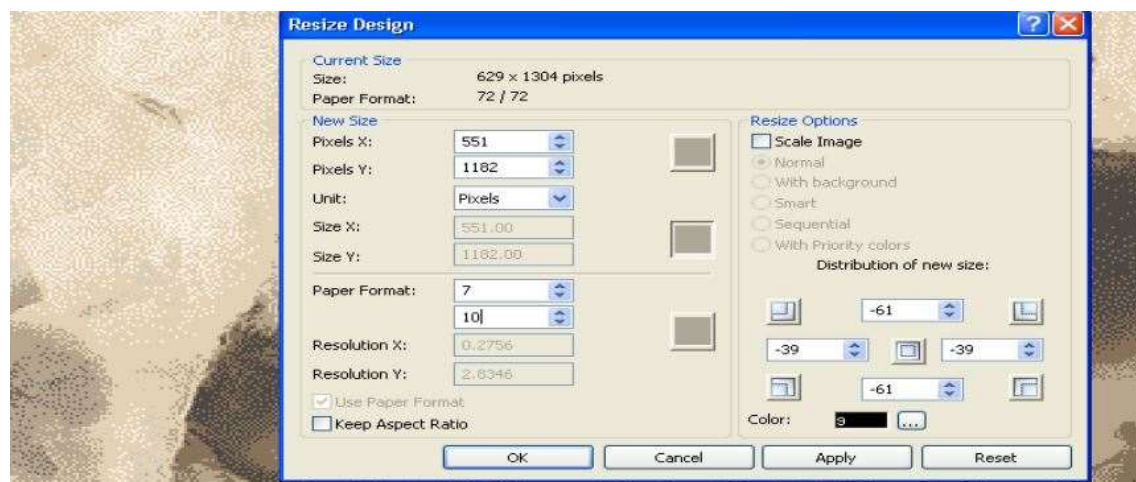 Resize Design
Current Size
Size: 629 × 1304 pixels
Paper Format: 72 / 72
New Size
Pixels X: 551
Pixels Y: 1182
Unit: Pixels
Size X: 551.00
Size Y: 1182.00
Paper Format: 7
10
Resolution X: 0.2756
Resolution Y: 2.8346
Use Paper Format
Keep Aspect Ratio
Resize Options
Scale Image
Normal
With background
Smart
Sequential
With Priority colors
Distribution of new size:
-61
-39 -39
-61
Color: 9 ...
OK Cancel Apply Reset